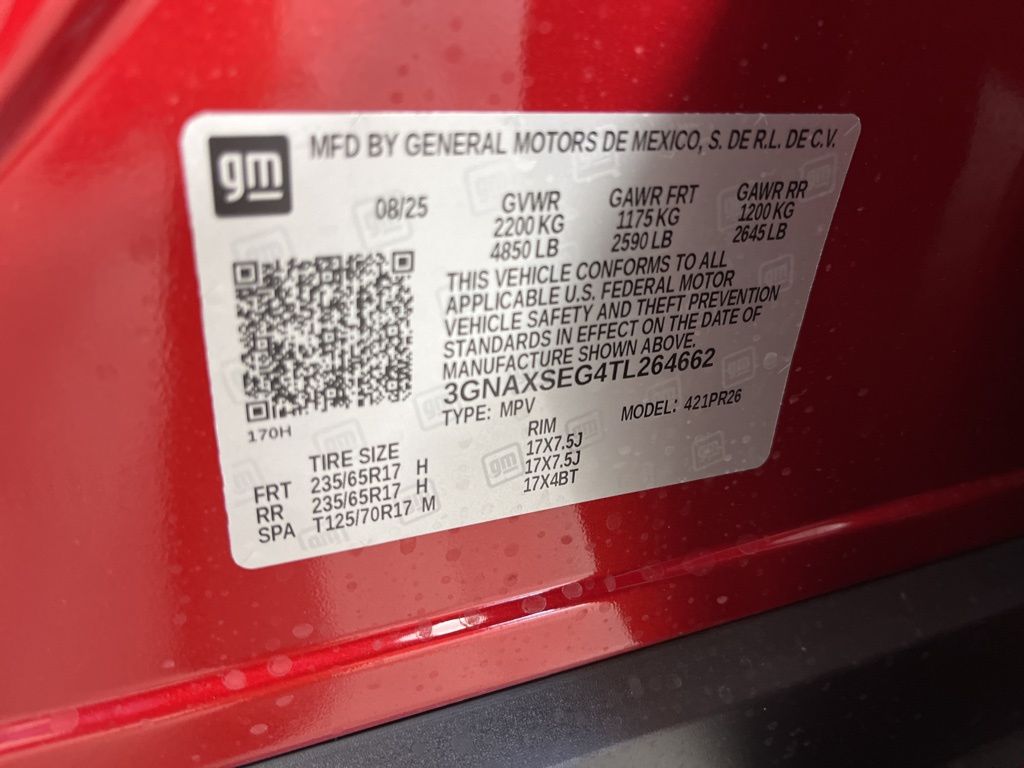 gm
MFD BY GENERAL MOTORS DE MEXICO, S. DE R.L. DE C.V.
08/25
GVWR
2200 KG
4850 LB
GAWR FRT
1175 KG
2590 LB
GAWR RR
1200 KG
2645 LB
THIS VEHICLE CONFORMS TO ALL
APPLICABLE U.S. FEDERAL MOTOR
VEHICLE SAFETY AND THEFT PREVENTION
STANDARDS IN EFFECT ON THE DATE OF
MANUFACTURE SHOWN ABOVE.
3GNAXSEG4TL264662
TYPE: MPV MODEL: 421PR26
170H
TIRE SIZE RIM
FRT 235/65R17 H 17X7.5J
RR 235/65R17 H 17X7.5J
SPA T125/70R17 M 17X4BT
gm